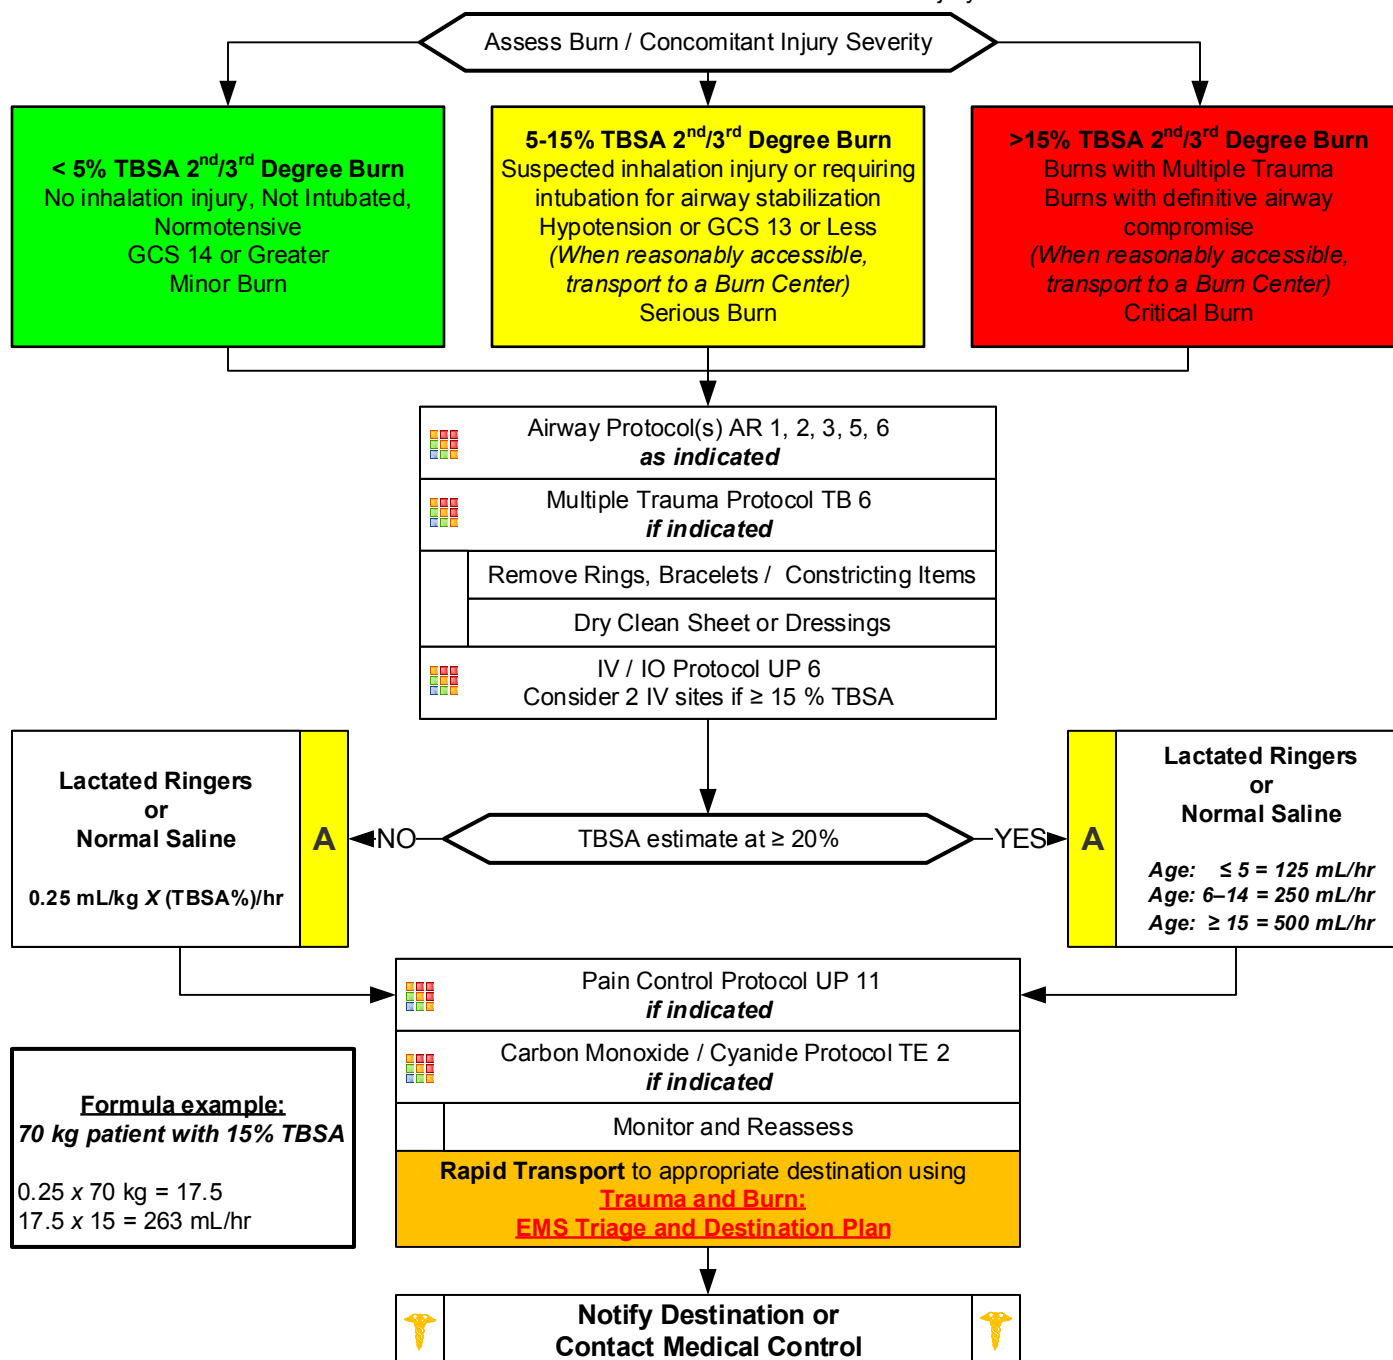 Assess Burn / Concomitant Injury Severity
< 5% TBSA 2nd/3rd Degree Burn
No inhalation injury, Not Intubated,
Normotensive
GCS 14 or Greater
Minor Burn
5-15% TBSA 2nd/3rd Degree Burn
Suspected inhalation injury or requiring
intubation for airway stabilization
Hypotension or GCS 13 or Less
(When reasonably accessible,
transport to a Burn Center)
Serious Burn
>15% TBSA 2nd/3rd Degree Burn
Burns with Multiple Trauma
Burns with definitive airway
compromise
(When reasonably accessible,
transport to a Burn Center)
Critical Burn
Airway Protocol(s) AR 1, 2, 3, 5, 6
as indicated
Multiple Trauma Protocol TB 6
if indicated
Remove Rings, Bracelets / Constricting Items
Dry Clean Sheet or Dressings
IV / IO Protocol UP 6
Consider 2 IV sites if ≥ 15 % TBSA
Lactated Ringers
or
Normal Saline
0.25 mL/kg X (TBSA%)/hr
A
NO
TBSA estimate at ≥ 20%
YES
A
Lactated Ringers
or
Normal Saline
Age: ≤ 5 = 125 mL/hr
Age: 6–14 = 250 mL/hr
Age: ≥ 15 = 500 mL/hr
Pain Control Protocol UP 11
if indicated
Carbon Monoxide / Cyanide Protocol TE 2
if indicated
Monitor and Reassess
Rapid Transport to appropriate destination using
Trauma and Burn:
EMS Triage and Destination Plan
Formula example:
70 kg patient with 15% TBSA
0.25 x 70 kg = 17.5
17.5 x 15 = 263 mL/hr
Notify Destination or
Contact Medical Control